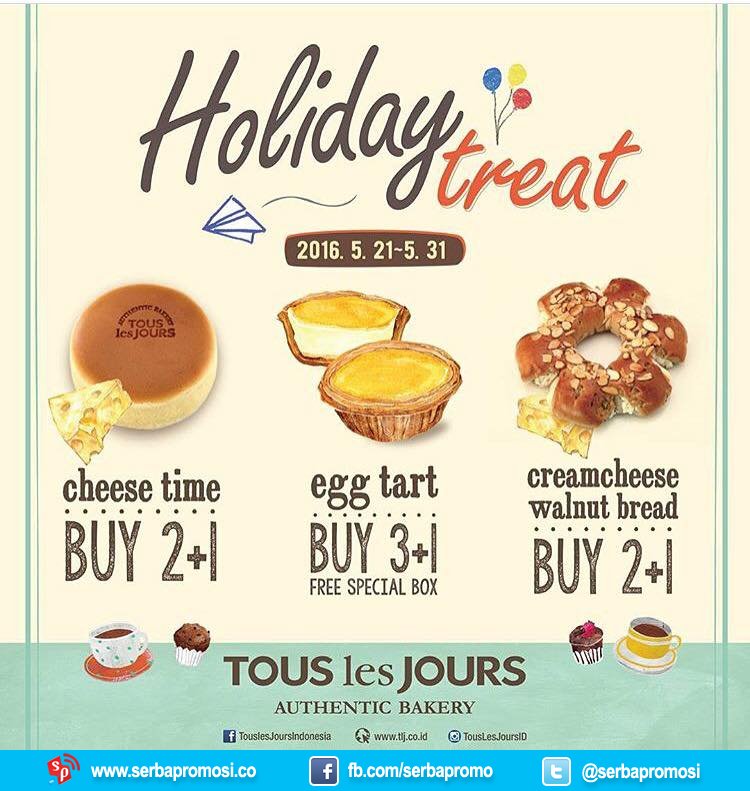 Holiday
treat
2016. 5. 21~5. 31
AUTHENTIC BAKERY
TOUS
les JOURS
cheese time
BUY 2+1
egg tart
BUY 3+1
FREE SPECIAL BOX
creamcheese
walnut bread
BUY 2+1
TOUS les JOURS
AUTHENTIC BAKERY
TouslesJoursIndonesia www.tlj.co.id TousLesJoursID
sp www.serbapromosi.co fb.com/serbapromo @serbapromosi